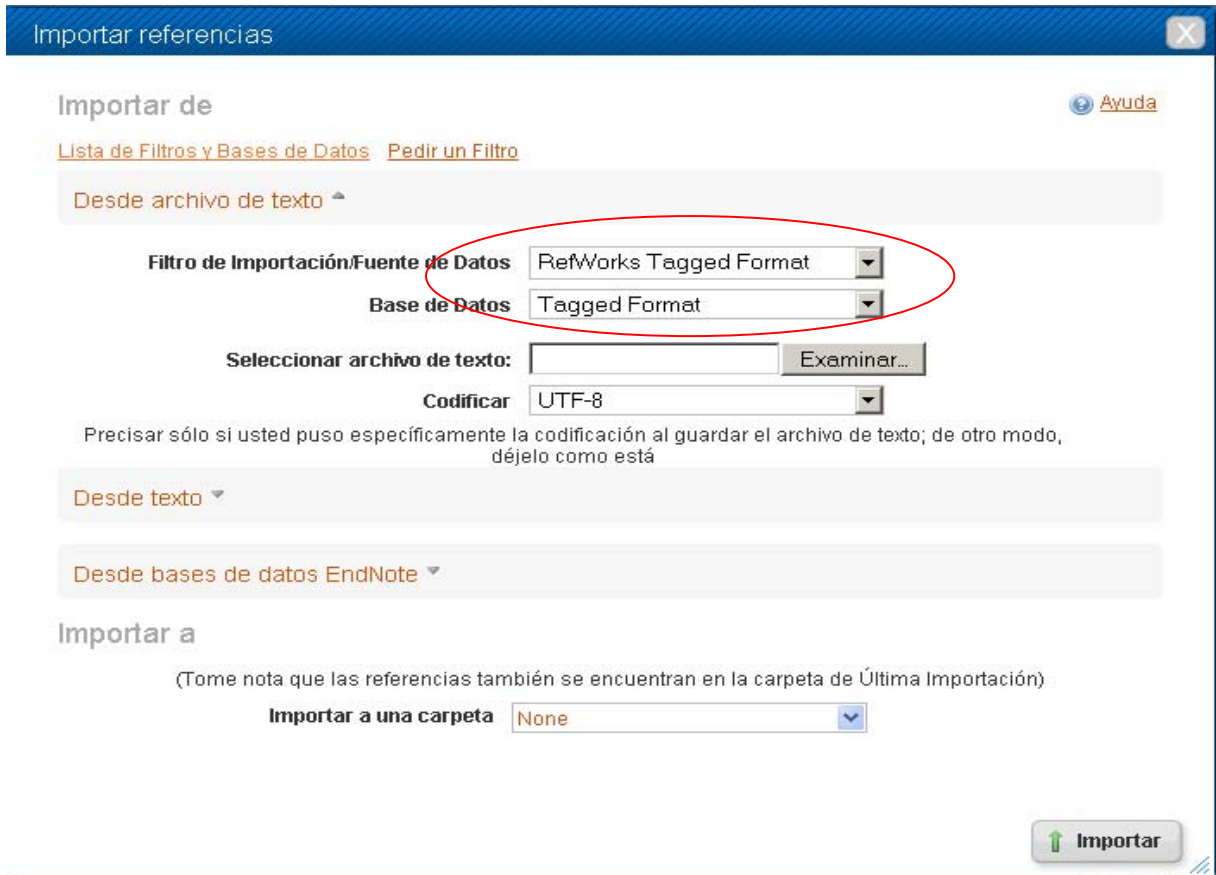 Importar referencias
X
Importar de
Ayuda
Lista de Filtros y Bases de Datos Pedir un Filtro
Desde archivo de texto
Filtro de Importación/Fuente de Datos RefWorks Tagged Format
Base de Datos Tagged Format
Seleccionar archivo de texto: Examinar...
Codificar UTF-8
Precisar sólo si usted puso específicamente la codificación al guardar el archivo de texto; de otro modo,
déjelo como está
Desde texto
Desde bases de datos EndNote
Importar a
(Tome nota que las referencias también se encuentran en la carpeta de Última Importación)
Importar a una carpeta None
Importar